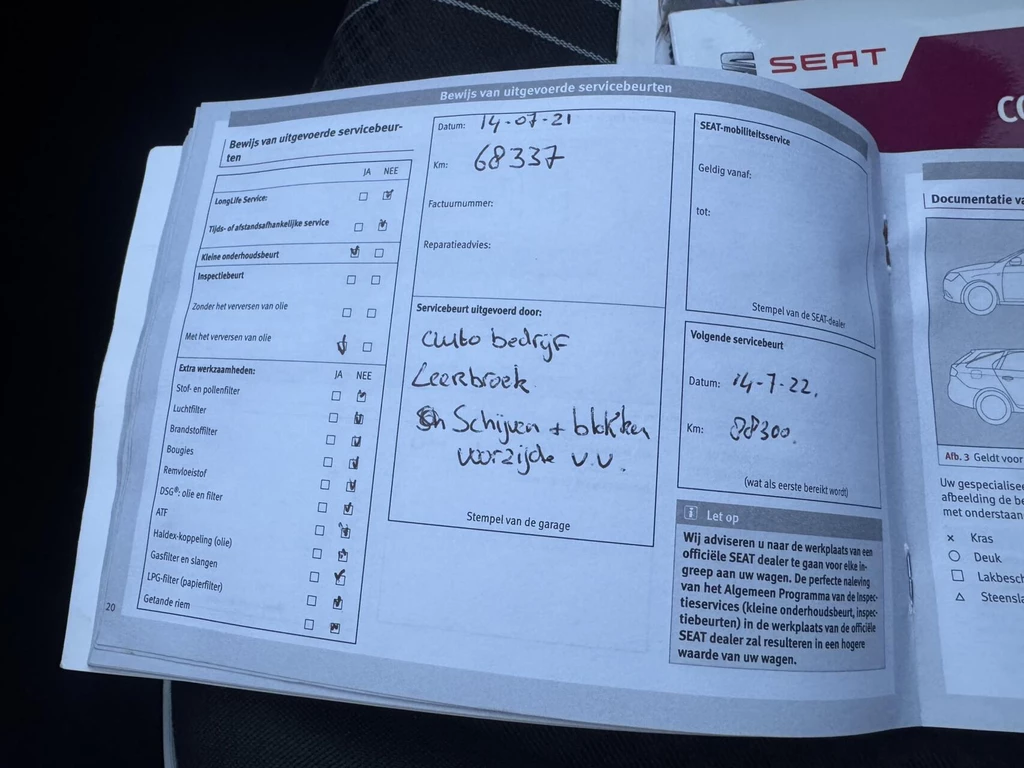 SEAT
CO
Bewijs van uitgevoerde servicebeurten
Bewijs van uitgevoerde servicebeur-
ten
JA NEE
LongLife Service:
Tijds- of afstandsafhankelijke service
Kleine onderhoudsbeurt
Inspectiebeurt
Zonder het verversen van olie
Met het verversen van olie
Extra werkzaamheden: JA NEE
Stof- en pollenfilter
Luchtfilter
Brandstoffilter
Bougies
Remvloeistof
DSG®: olie en filter
ATF
Haldex-koppeling (olie)
Gasfilter en slangen
LPG-filter (papierfilter)
Getande riem
20
Datum: 14-07-21
Km: 68337
Factuurnummer:
Reparatieadvies:
Servicebeurt uitgevoerd door:
auto bedrijf
Leerbroek
Schijven + blokken
voorzijde v.v.
Stempel van de garage
SEAT-mobiliteitsservice
Geldig vanaf:
tot:
Stempel van de SEAT-dealer
Volgende servicebeurt
Datum: 14-7-22.
Km: 88300.
(wat als eerste bereikt wordt)
i Let op
Wij adviseren u naar de werkplaats van een
officiële SEAT dealer te gaan voor elke in-
greep aan uw wagen. De perfecte naleving
van het Algemeen Programma van de Inspec-
tieservices (kleine onderhoudsbeurt, inspec-
tiebeurten) in de werkplaats van de officiële
SEAT dealer zal resulteren in een hogere
waarde van uw wagen.
Documentatie va
Afb. 3 Geldt voor
Uw gespecialisee
afbeelding de be
met onderstaan
Kras
Deuk
Lakbesch
Steensla